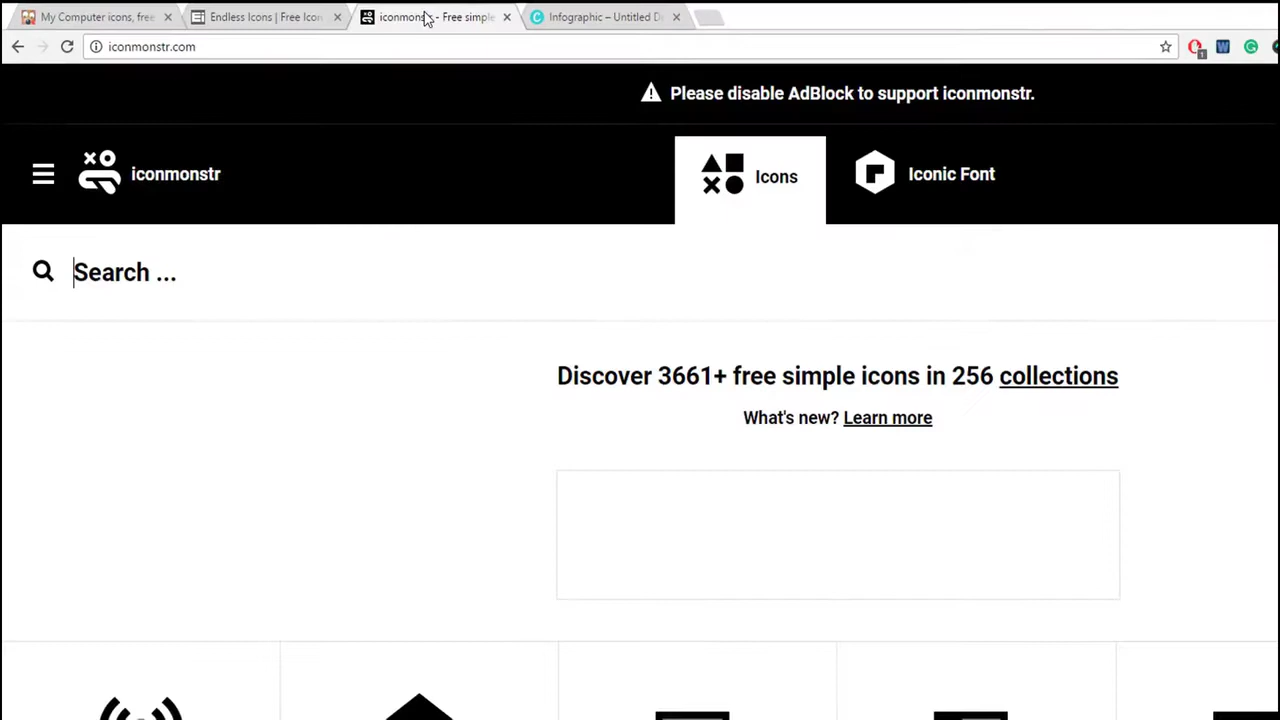 My Computer icons, free
Endless Icons | Free Icon
iconmonstr - Free simple
Infographic – Untitled D
iconmonstr.com
1
W
Please disable AdBlock to support iconmonstr.
iconmonstr
Icons
Iconic Font
Search ...
Discover 3661+ free simple icons in 256 collections
What's new? Learn more